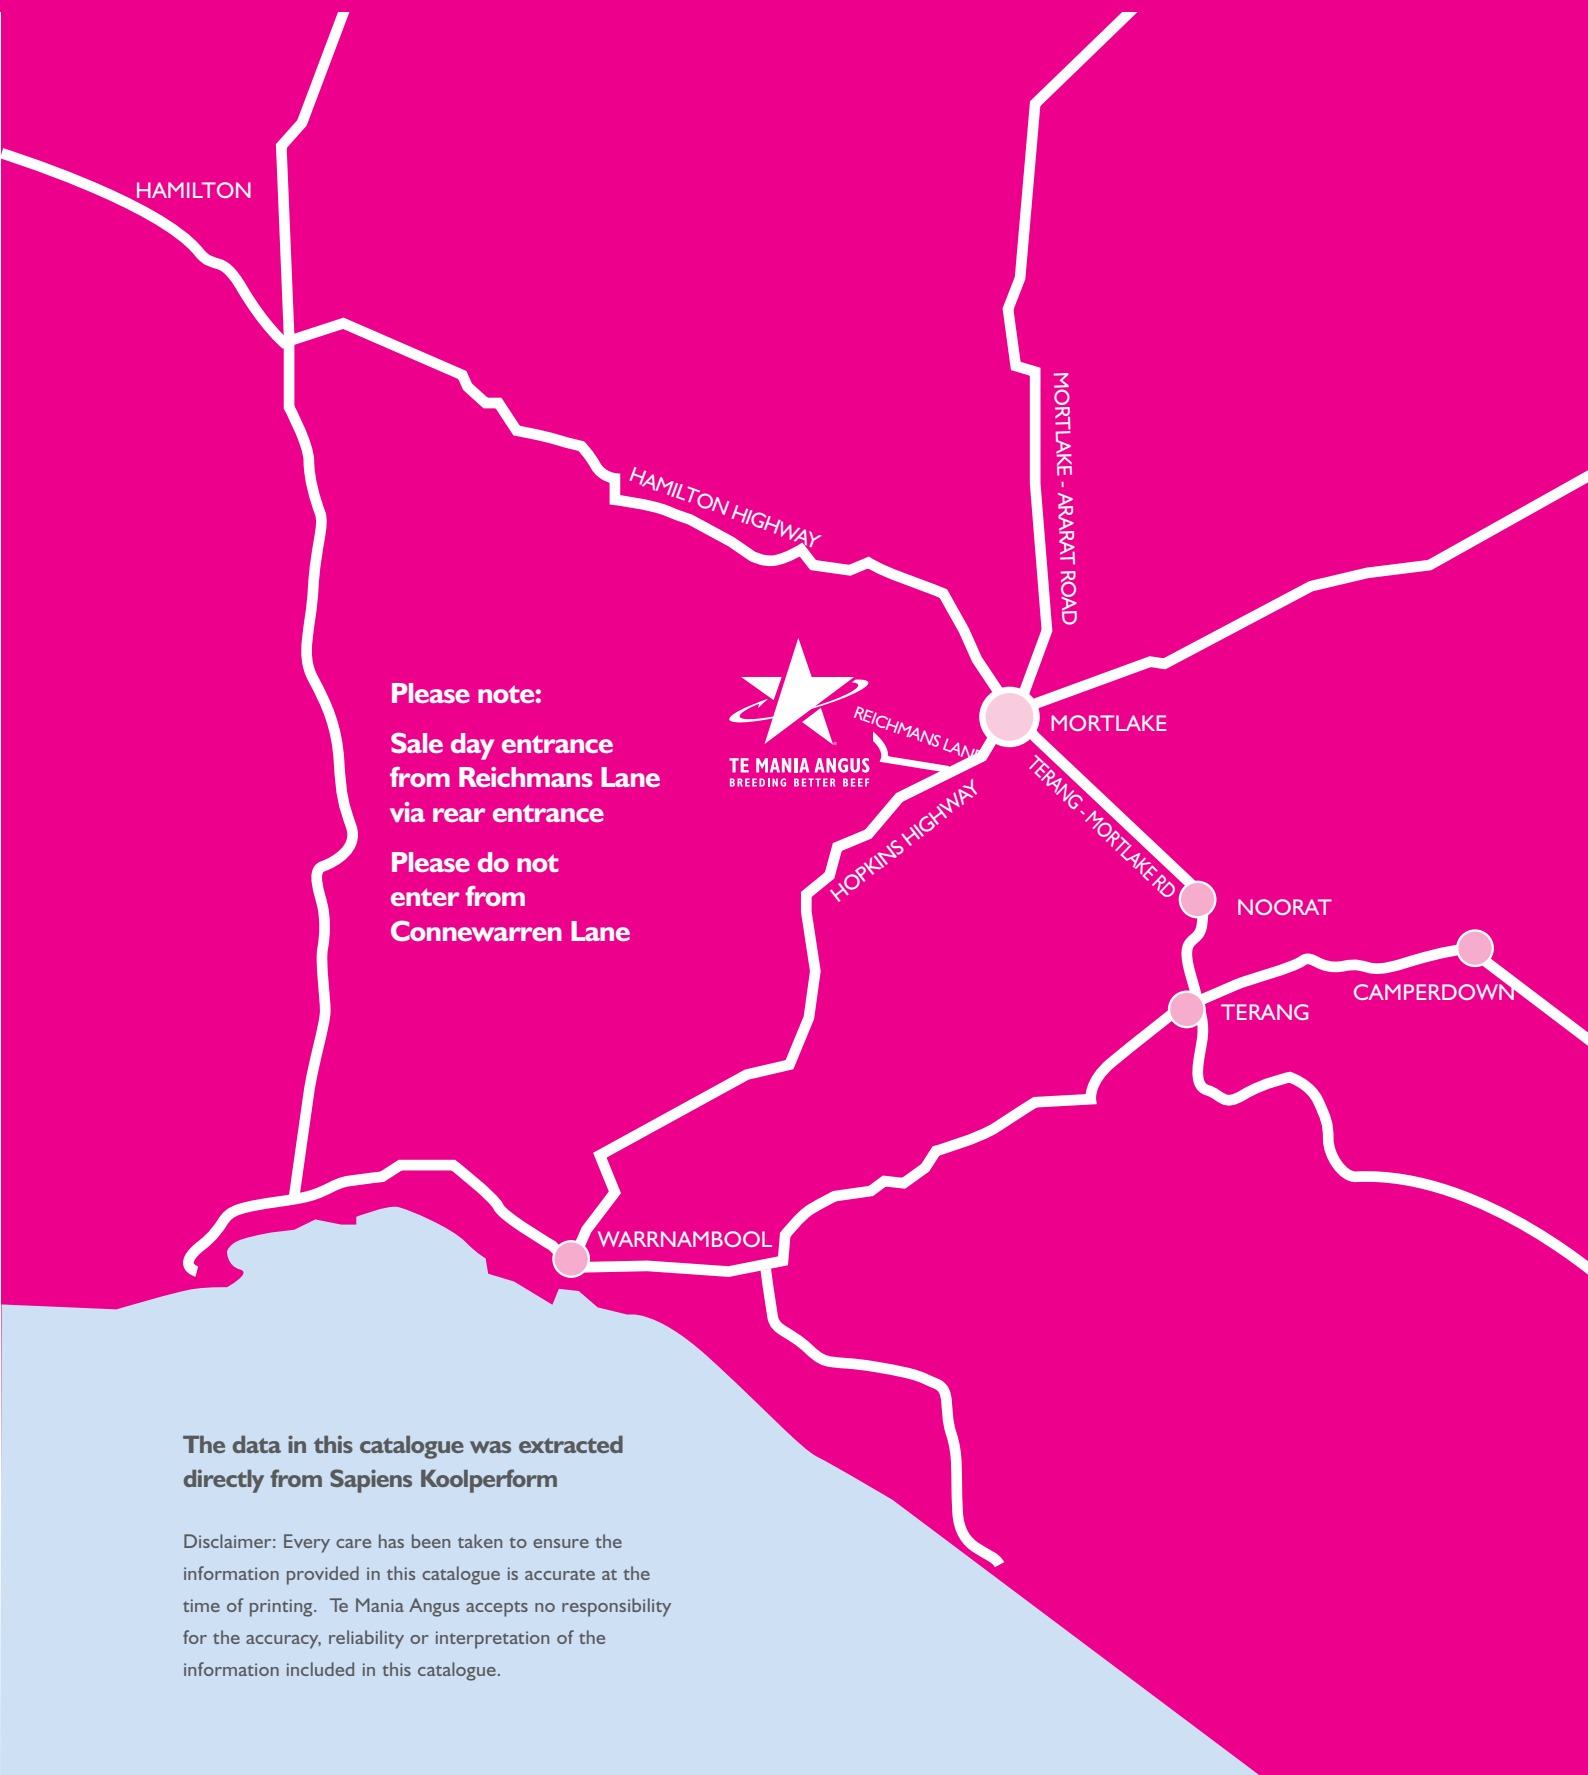 HAMILTON
HAMILTON HIGHWAY
MORTLAKE - ARARAT ROAD
Please note:
Sale day entrance
from Reichmans Lane
via rear entrance
Please do not
enter from
Connewarren Lane
TE MANIA ANGUS
BREEDING BETTER BEEF
REICHMANS LANE
MORTLAKE
HOPKINS HIGHWAY
TERANG - MORTLAKE RD
NOORAT
CAMPERDOWN
TERANG
WARRNAMBOOL
The data in this catalogue was extracted
directly from Sapiens Koolperform
Disclaimer: Every care has been taken to ensure the
information provided in this catalogue is accurate at the
time of printing.  Te Mania Angus accepts no responsibility
for the accuracy, reliability or interpretation of the
information included in this catalogue.